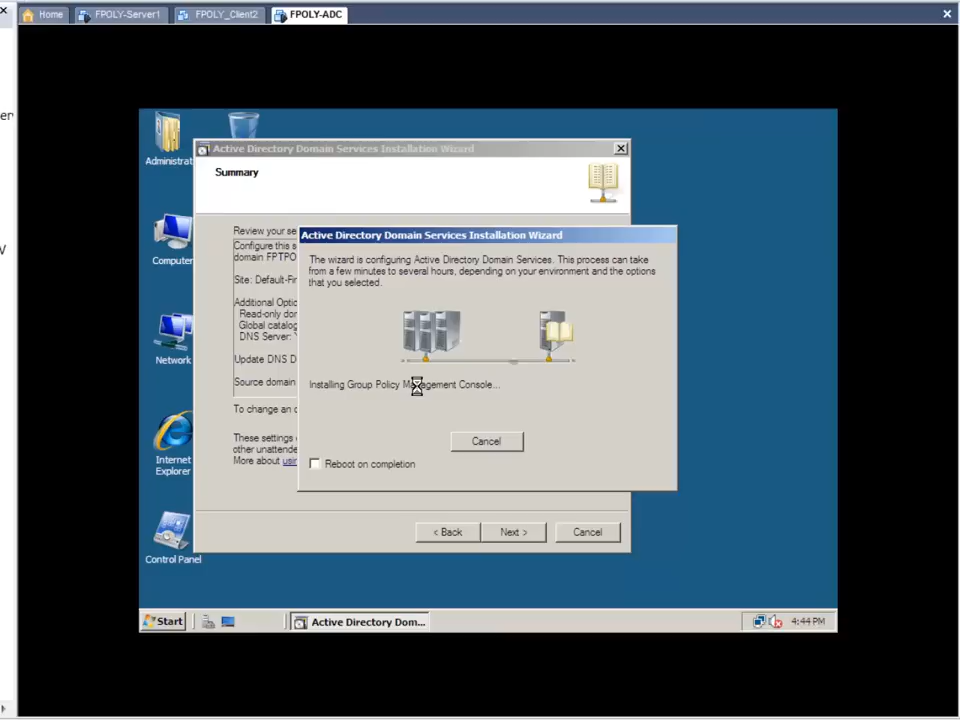 Home
FPOLY-Server1
FPOLY_Client2
FPOLY-ADC
Administrat
Computer
Network
Internet
Explorer
Control Panel
Active Directory Domain Services Installation Wizard
Summary
Review your se
Configure this s
domain FPTPO
Site: Default-Fir
Additional Optio
Read-only dom
Global catalog
DNS Server: Y
Update DNS D
Source domain
To change an o
These settings c
other unattende
More about usin
< Back
Next >
Cancel
Active Directory Domain Services Installation Wizard
The wizard is configuring Active Directory Domain Services. This process can take
from a few minutes to several hours, depending on your environment and the options
that you selected.
Installing Group Policy Management Console...
Cancel
Reboot on completion
Start
Active Directory Dom...
4:44 PM